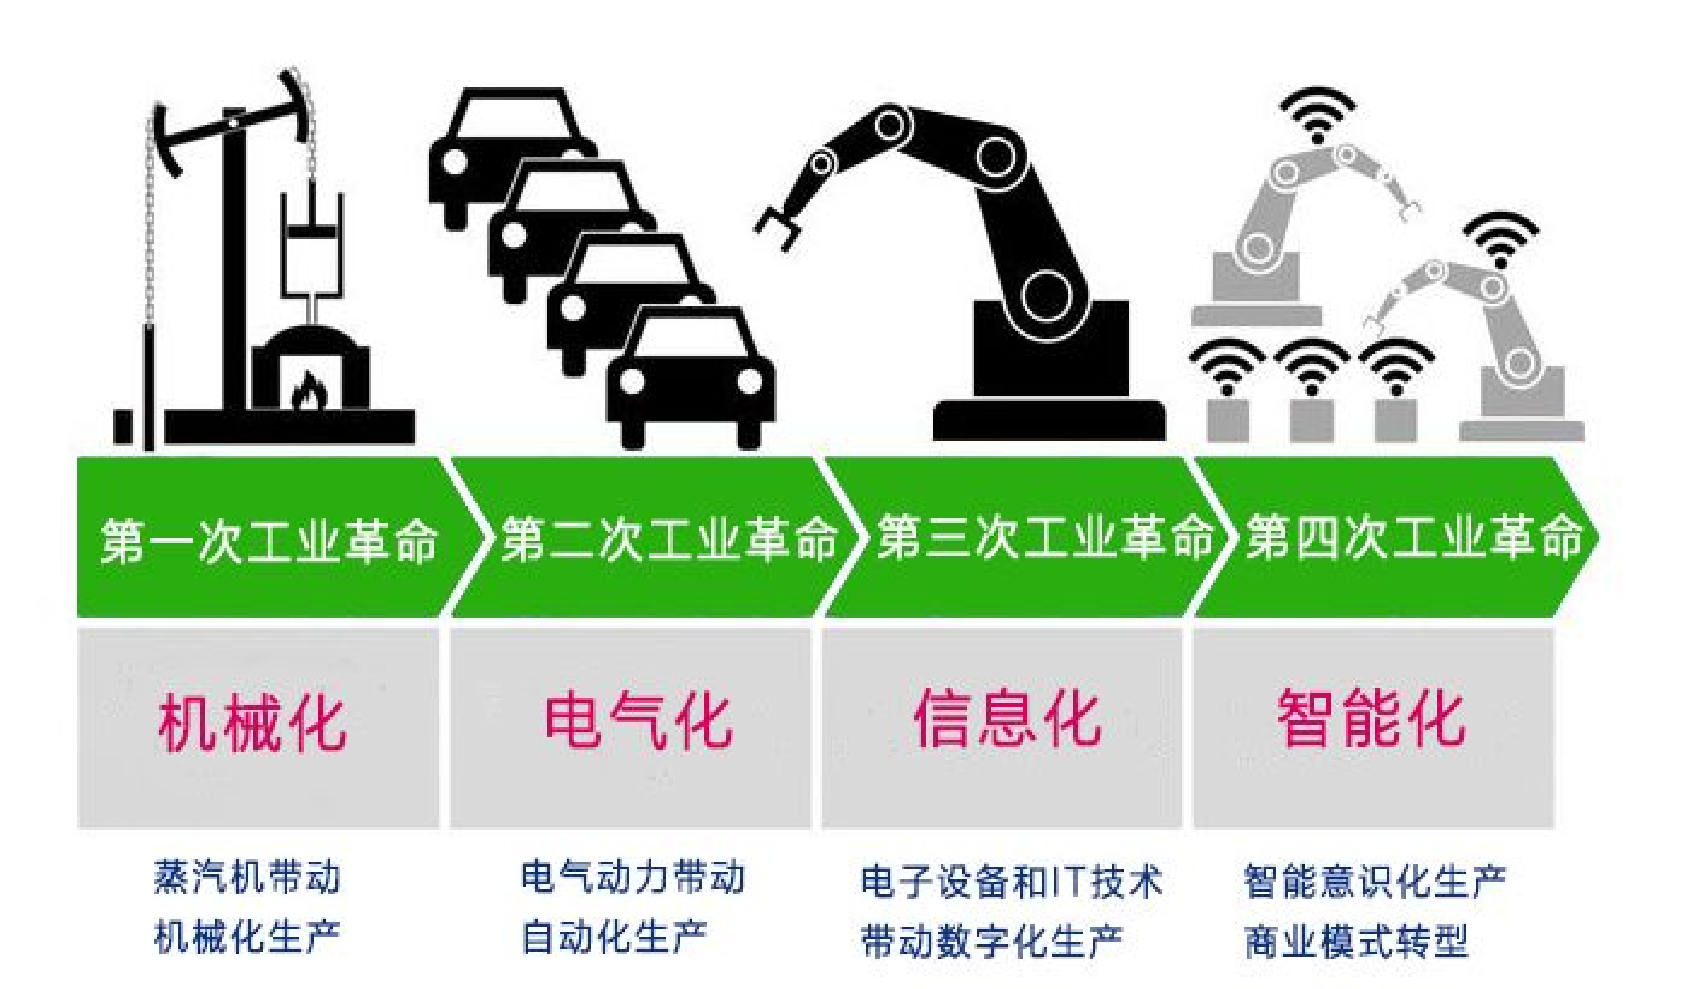 第一次工业革命
第二次工业革命
第三次工业革命
第四次工业革命
机械化
电气化
信息化
智能化
蒸汽机带动
机械化生产
电气动力带动
自动化生产
电子设备和IT技术
带动数字化生产
智能意识化生产
商业模式转型